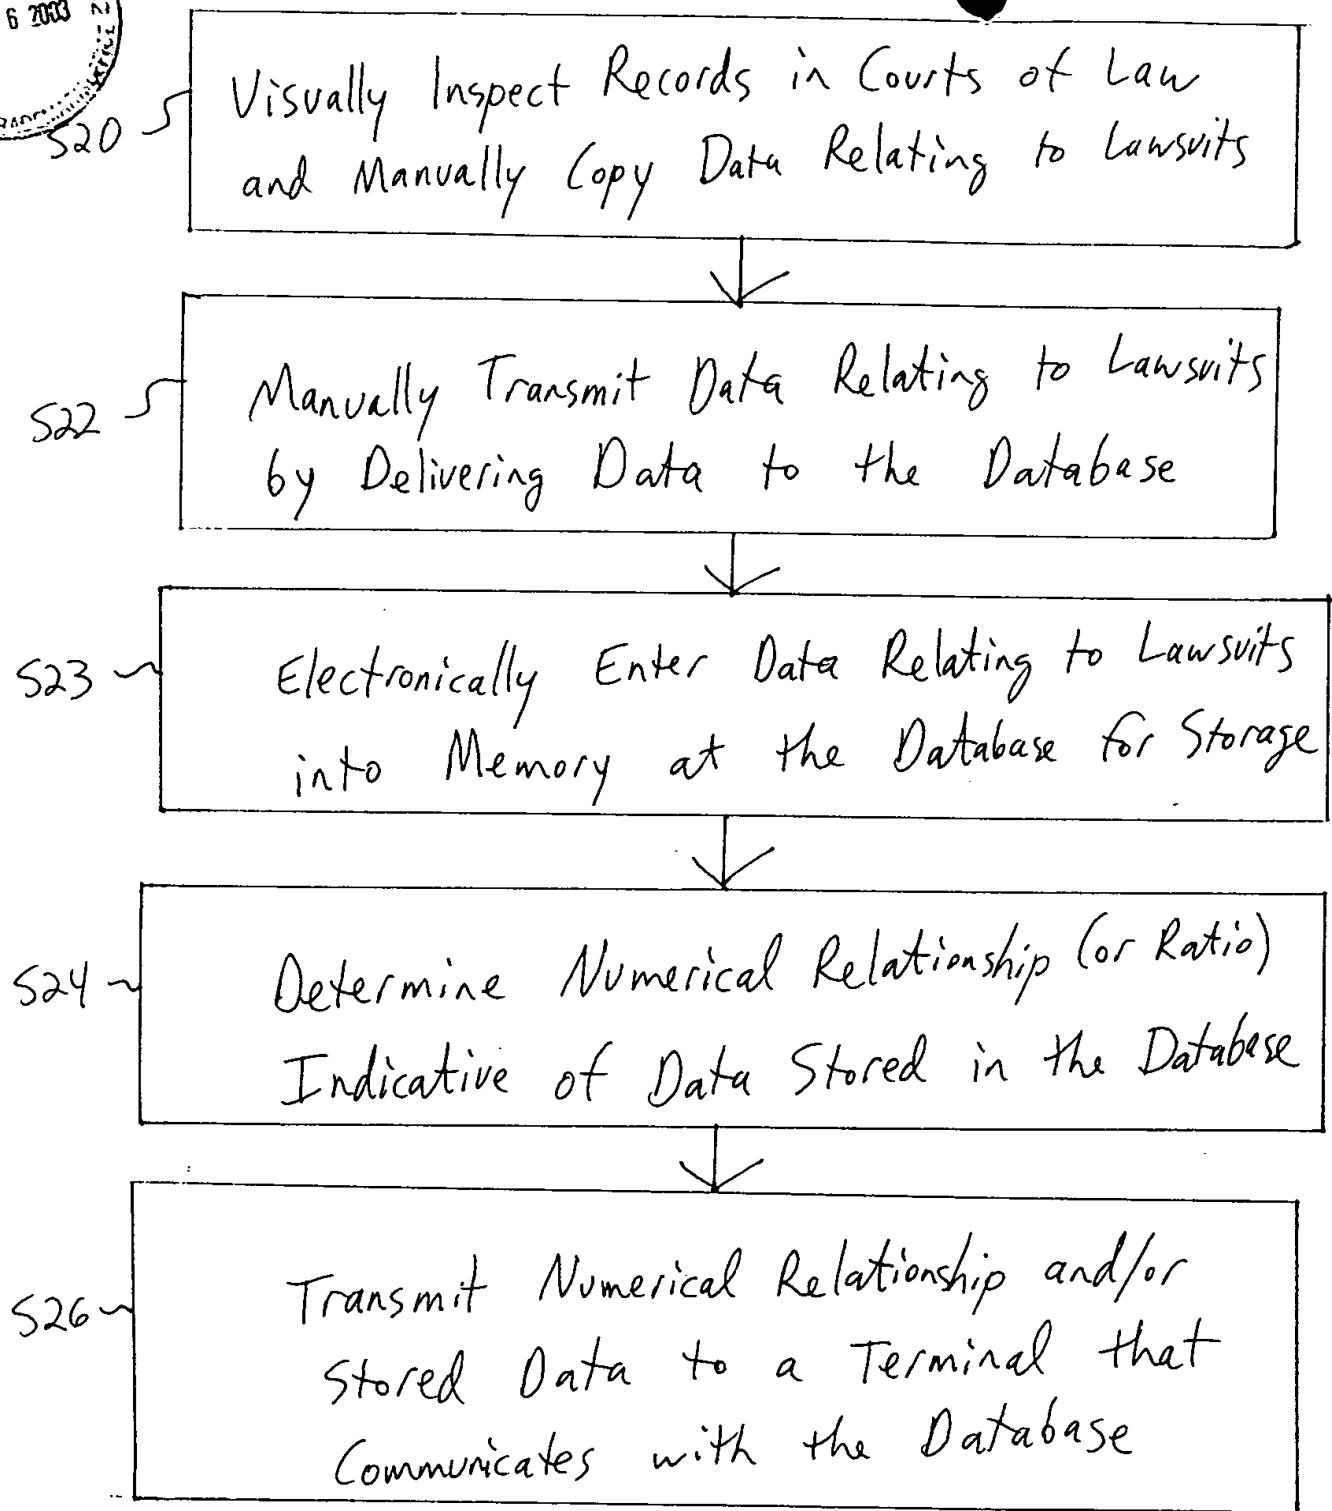 6 2003
S20
Visually Inspect Records in Courts of Law
and Manually Copy Data Relating to Lawsuits
S22
Manually Transmit Data Relating to Lawsuits
by Delivering Data to the Database
S23
Electronically Enter Data Relating to Lawsuits
into Memory at the Database for Storage
S24
Determine Numerical Relationship (or Ratio)
Indicative of Data Stored in the Database
S26
Transmit Numerical Relationship and/or
Stored Data to a Terminal that
Communicates with the Database